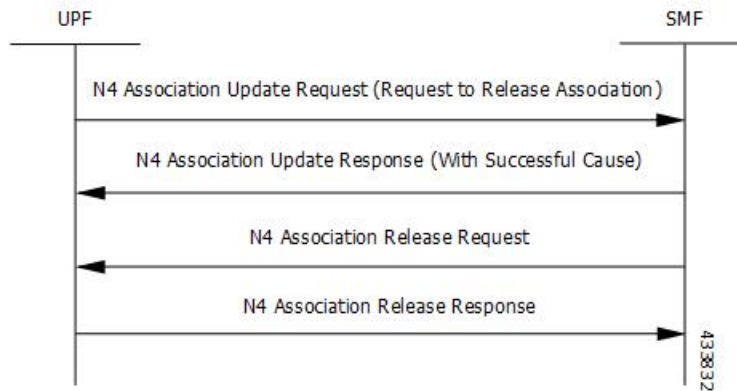 UPF
SMF
N4 Association Update Request (Request to Release Association)
N4 Association Update Response (With Successful Cause)
N4 Association Release Request
N4 Association Release Response
433832